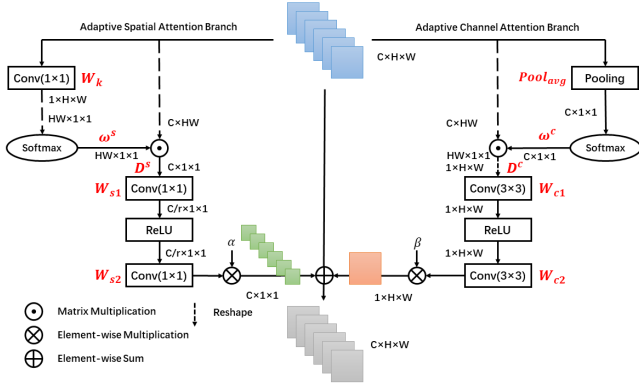 Adaptive Spatial Attention Branch
Adaptive Channel Attention Branch
C×H×W
Conv(1×1)
W_k
Pool_avg
Pooling
1×H×W
HW×1×1
C×HW
C×HW
C×1×1
Softmax
ω^s
HW×1×1
HW×1×1
C×1×1
ω^c
Softmax
D^s
C×1×1
1×H×W
D^c
W_s1
Conv(1×1)
Conv(3×3)
W_c1
C/r×1×1
1×H×W
ReLU
ReLU
C/r×1×1
1×H×W
α
β
W_s2
Conv(1×1)
Conv(3×3)
W_c2
C×1×1
1×H×W
Matrix Multiplication
Reshape
Element-wise Multiplication
Element-wise Sum
C×H×W